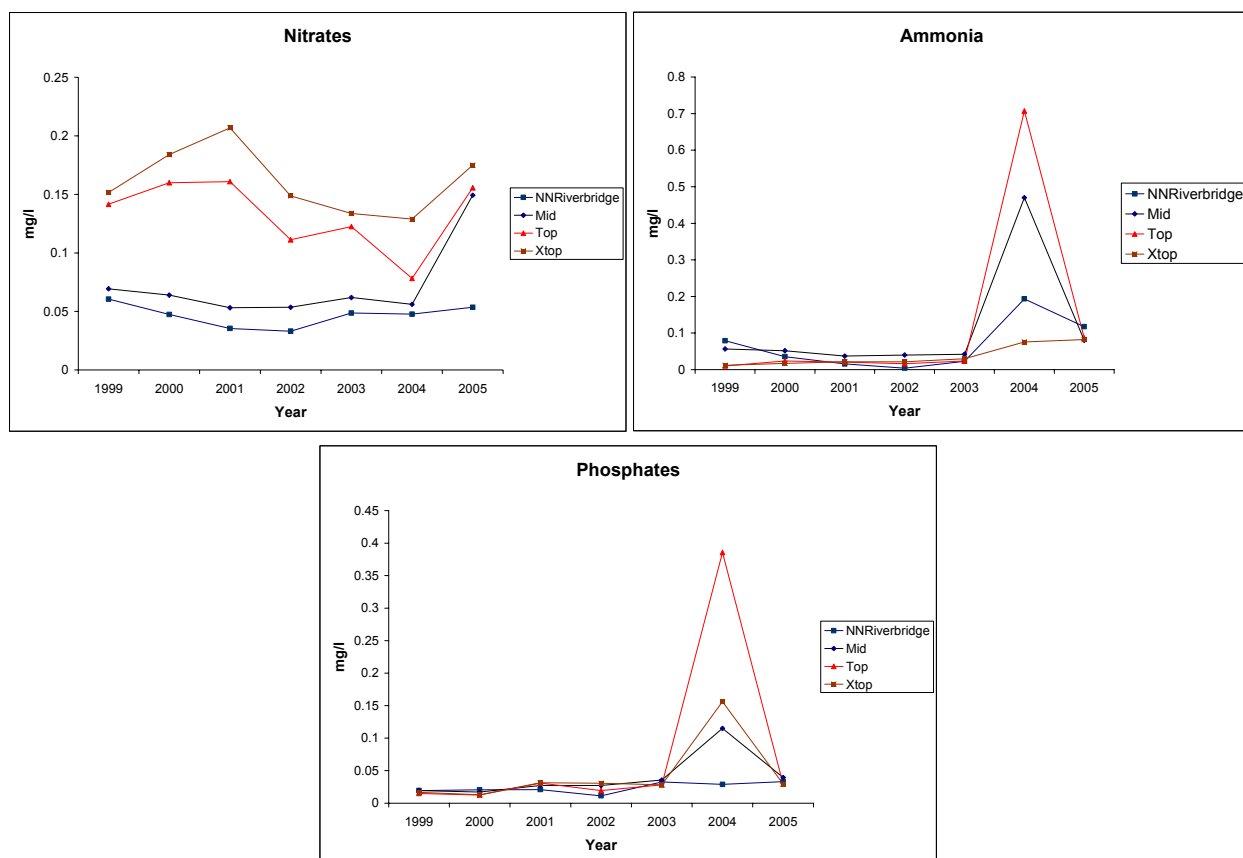 Nitrates
0.25
0.2
0.15
0.1
0.05
0
mg/l
1999 2000 2001 2002 2003 2004 2005
Year
NNRiverbridge
Mid
Top
Xtop
Ammonia
0.8
0.7
0.6
0.5
0.4
0.3
0.2
0.1
0
mg/l
1999 2000 2001 2002 2003 2004 2005
Year
NNRiverbridge
Mid
Top
Xtop
Phosphates
0.45
0.4
0.35
0.3
0.25
0.2
0.15
0.1
0.05
0
mg/l
1999 2000 2001 2002 2003 2004 2005
Year
NNRiverbridge
Mid
Top
Xtop